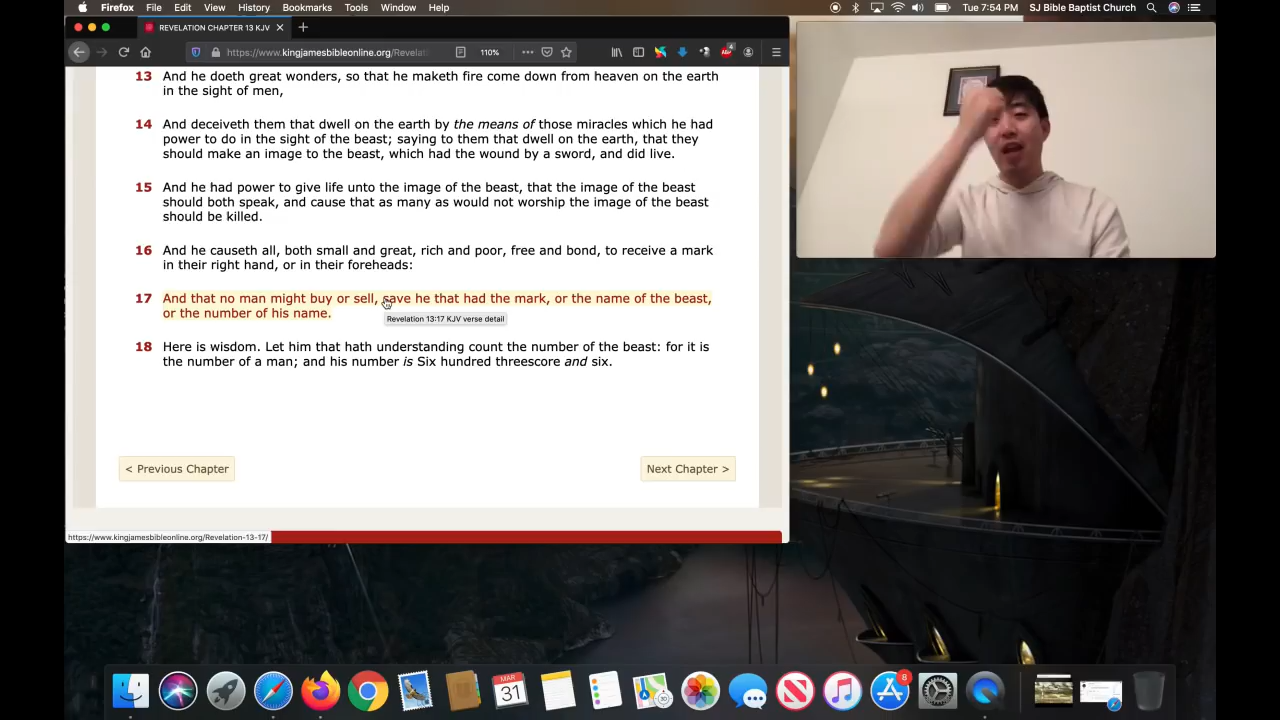 Firefox File Edit View History Bookmarks Tools Window Help
Tu 7:54 PM SJ Bible Baptist Church
REVELATION CHAPTER 13 KJV
https://www.kingjamesbibleonline.org/Revelati
110%
4
13 And he doeth great wonders, so that he maketh fire come down from heaven on the earth
in the sight of men,
14 And deceiveth them that dwell on the earth by the means of those miracles which he had
power to do in the sight of the beast; saying to them that dwell on the earth, that they
should make an image to the beast, which had the wound by a sword, and did live.
15 And he had power to give life unto the image of the beast, that the image of the beast
should both speak, and cause that as many as would not worship the image of the beast
should be killed.
16 And he causeth all, both small and great, rich and poor, free and bond, to receive a mark
in their right hand, or in their foreheads:
17 And that no man might buy or sell, save he that had the mark, or the name of the beast,
or the number of his name.
Revelation 13:17 KJV verse detail
18 Here is wisdom. Let him that hath understanding count the number of the beast: for it is
the number of a man; and his number is Six hundred threescore and six.
< Previous Chapter
Next Chapter >
https://www.kingjamesbibleonline.org/Revelation-13-17/
MAR
31
8